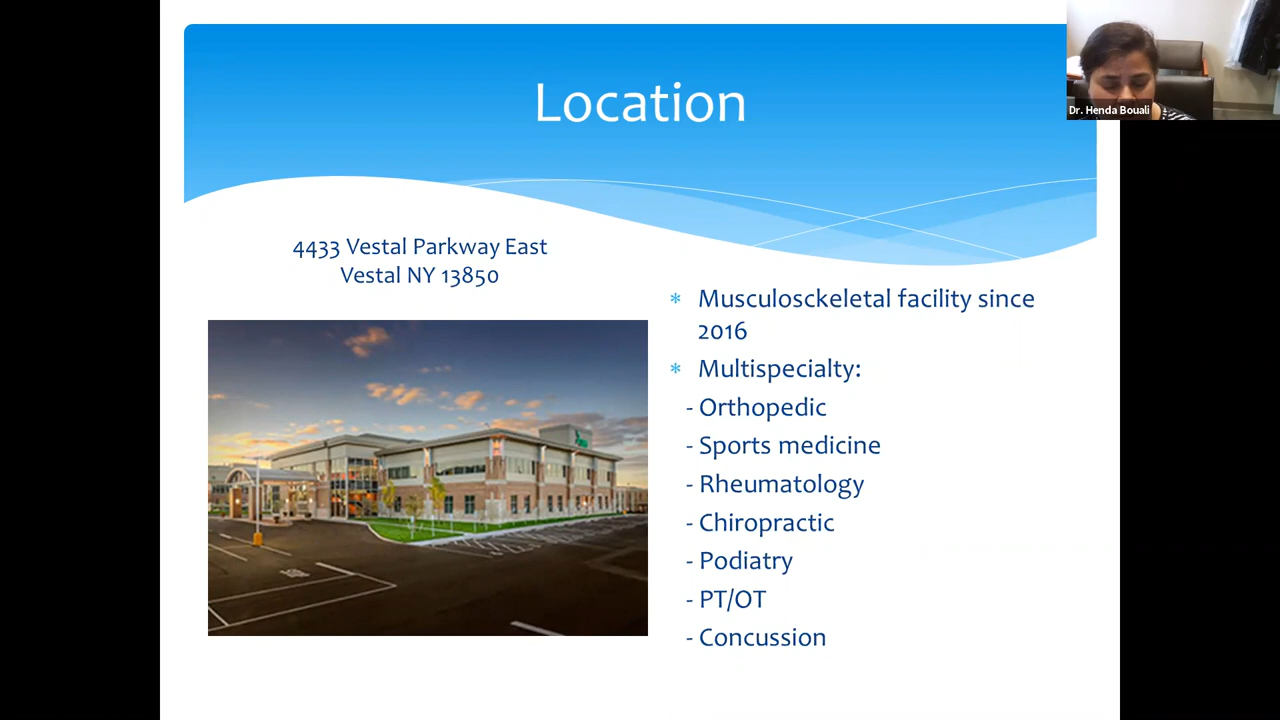 Location
Dr. Henda Bouali
4433 Vestal Parkway East
Vestal NY 13850
* Musculosckeletal facility since
2016
* Multispecialty:
- Orthopedic
- Sports medicine
- Rheumatology
- Chiropractic
- Podiatry
- PT/OT
- Concussion